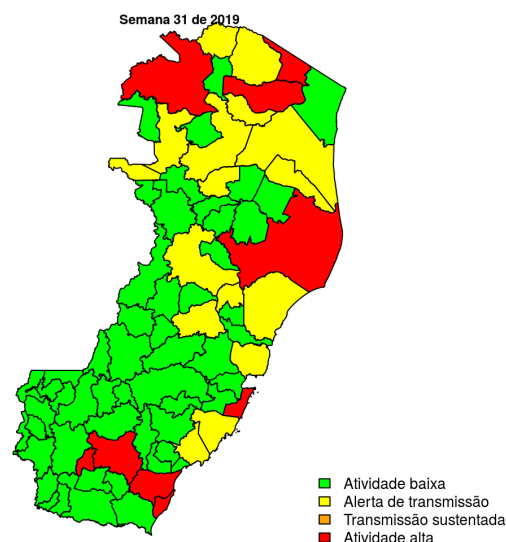 Semana 31 de 2019
Atividade baixa
Alerta de transmissão
Transmissão sustentada
Atividade alta